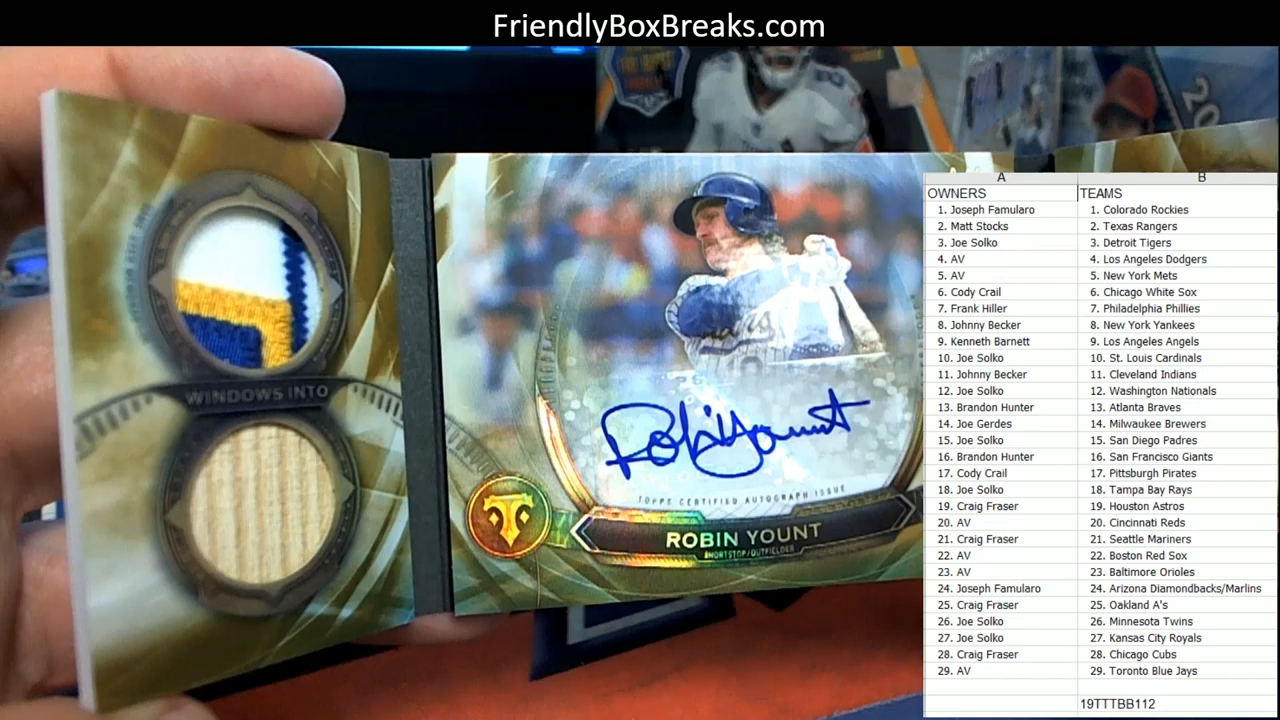 FriendlyBoxBreaks.com
WINDOWS INTO
Robin Yount
TOPPS CERTIFIED AUTOGRAPH ISSUE
ROBIN YOUNT
SHORTSTOP/OUTFIELDER
A B
OWNERS TEAMS
1. Joseph Famularo 1. Colorado Rockies
2. Matt Stocks 2. Texas Rangers
3. Joe Solko 3. Detroit Tigers
4. AV 4. Los Angeles Dodgers
5. AV 5. New York Mets
6. Cody Crail 6. Chicago White Sox
7. Frank Hiller 7. Philadelphia Phillies
8. Johnny Becker 8. New York Yankees
9. Kenneth Barnett 9. Los Angeles Angels
10. Joe Solko 10. St. Louis Cardinals
11. Johnny Becker 11. Cleveland Indians
12. Joe Solko 12. Washington Nationals
13. Brandon Hunter 13. Atlanta Braves
14. Joe Gerdes 14. Milwaukee Brewers
15. Joe Solko 15. San Diego Padres
16. Brandon Hunter 16. San Francisco Giants
17. Cody Crail 17. Pittsburgh Pirates
18. Joe Solko 18. Tampa Bay Rays
19. Craig Fraser 19. Houston Astros
20. AV 20. Cincinnati Reds
21. Craig Fraser 21. Seattle Mariners
22. AV 22. Boston Red Sox
23. AV 23. Baltimore Orioles
24. Joseph Famularo 24. Arizona Diamondbacks/Marlins
25. Craig Fraser 25. Oakland A's
26. Joe Solko 26. Minnesota Twins
27. Joe Solko 27. Kansas City Royals
28. Craig Fraser 28. Chicago Cubs
29. AV 29. Toronto Blue Jays
19TTTBB112